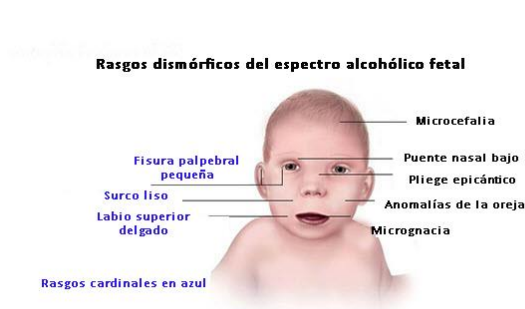 Rasgos dismórficos del espectro alcohólico fetal
Microcefalia
Puente nasal bajo
Pliege epicántico
Anomalías de la oreja
Micrognacia
Fisura palpebral
pequeña
Surco liso
Labio superior
delgado
Rasgos cardinales en azul